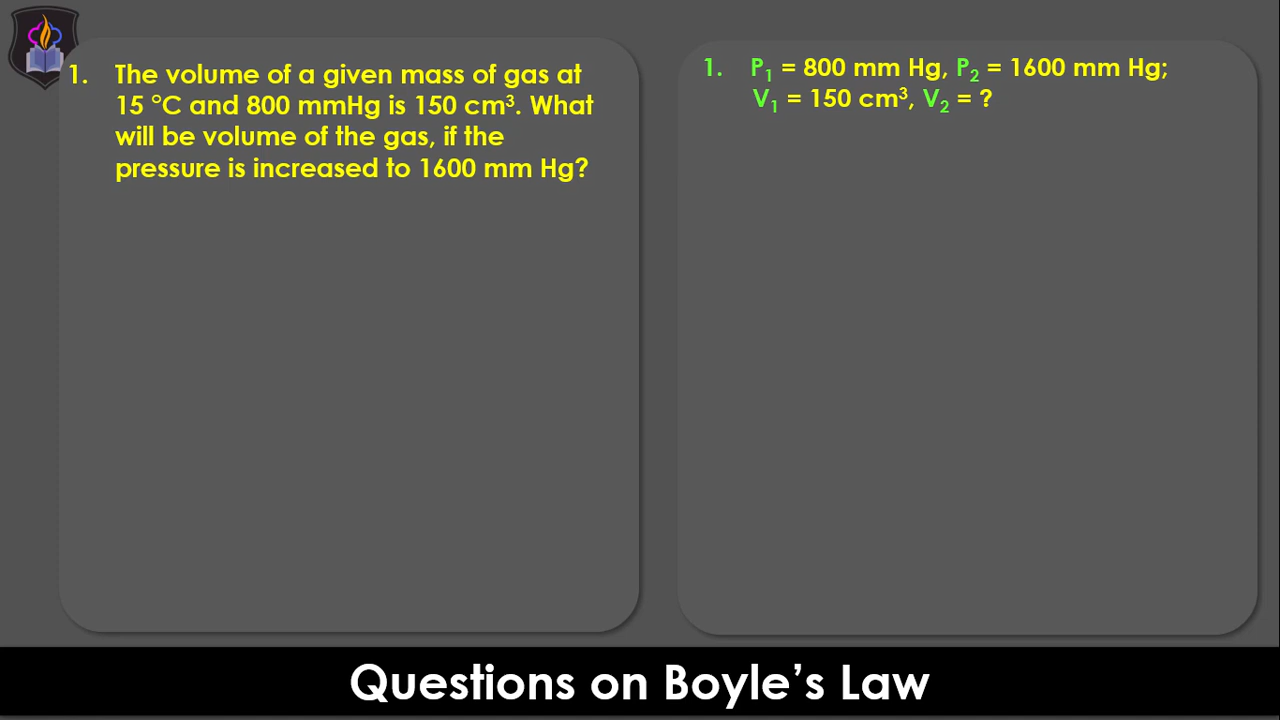 1. The volume of a given mass of gas at
15 °C and 800 mmHg is 150 cm³. What
will be volume of the gas, if the
pressure is increased to 1600 mm Hg?
1. P₁ = 800 mm Hg, P₂ = 1600 mm Hg;
V₁ = 150 cm³, V₂ = ?
Questions on Boyle’s Law